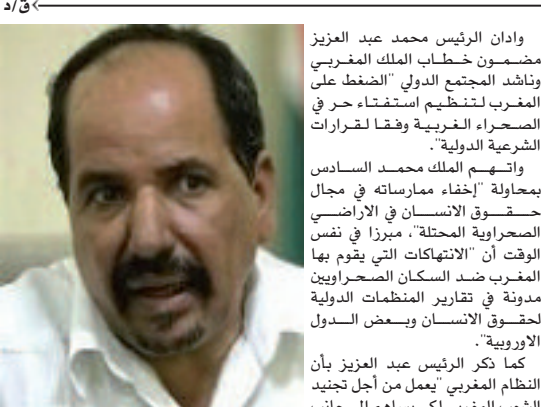 ق/د
وادان الرئيس محمد عبد العزيز
مضمون خطاب الملك المغربي
وناشد المجتمع الدولي "الضغط على
المغرب لتنظيم استفتاء حر في
الصحراء الغربية وفقا لقرارات
الشرعية الدولية".
واتهم الملك محمد السادس
بمحاولة "إخفاء ممارساته في مجال
حقوق الانسان في الاراضي
الصحراوية المحتلة"، مبرزا في نفس
الوقت أن "الانتهاكات التي يقوم بها
المغرب ضد السكان الصحراويين
مدونة في تقارير المنظمات الدولية
لحقوق الانسان وبعض الدول
الاوروبية".
كما ذكر الرئيس عبد العزيز بأن
النظام المغربي "يعمل من أجل تجنيد